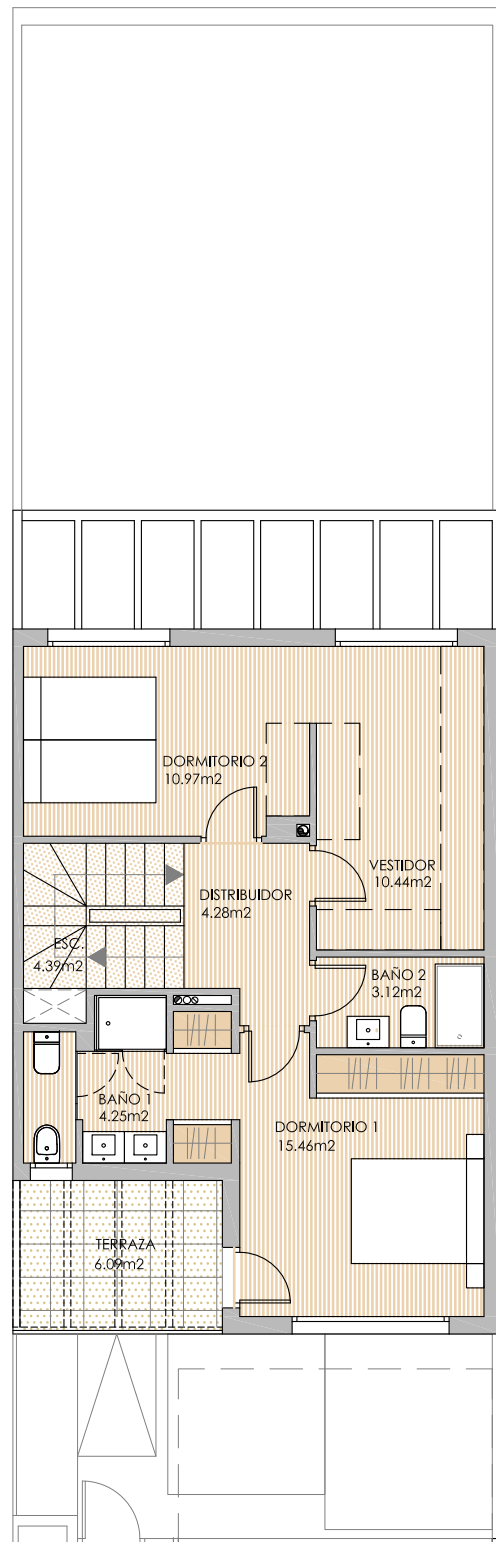 DORMITORIO 2
10.97m2
VESTIDOR
10.44m2
DISTRIBUIDOR
4.28m2
ESC.
4.39m2
BAÑO 2
3.12m2
BAÑO 1
4.25m2
DORMITORIO 1
15.46m2
TERRAZA
6.09m2